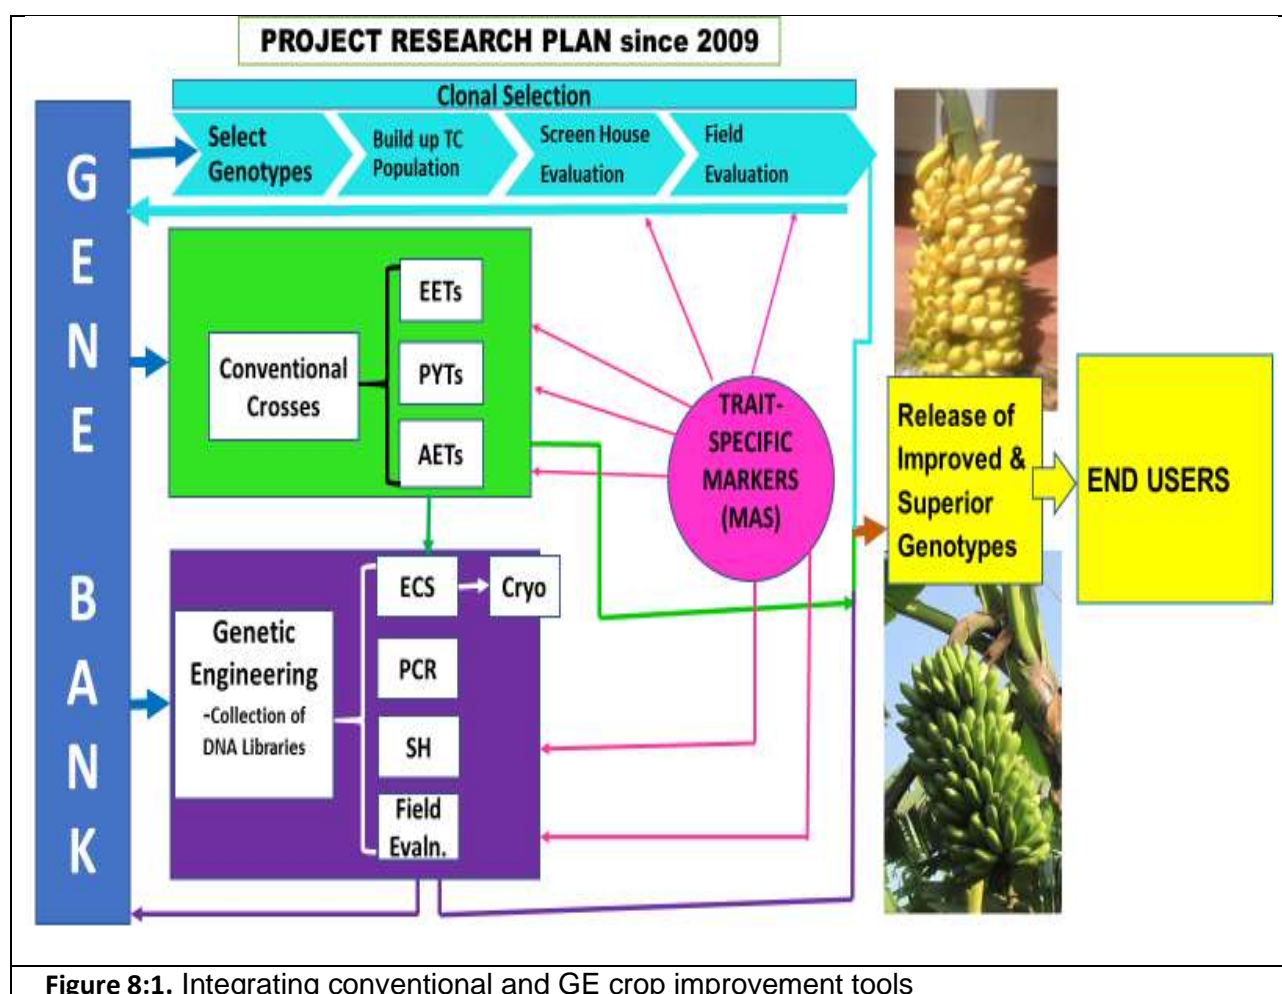 PROJECT RESEARCH PLAN since 2009
GENE BANK
Clonal Selection
Select
Genotypes
Build up TC
Population
Screen House
Evaluation
Field
Evaluation
Conventional
Crosses
EETs
PYTs
AETs
TRAIT-
SPECIFIC
MARKERS
(MAS)
Release of
Improved &
Superior
Genotypes
END USERS
Genetic
Engineering
-Collection of
DNA Libraries
ECS
Cryo
PCR
SH
Field
Evaln.
Figure 8:1. Integrating conventional and GE crop improvement tools